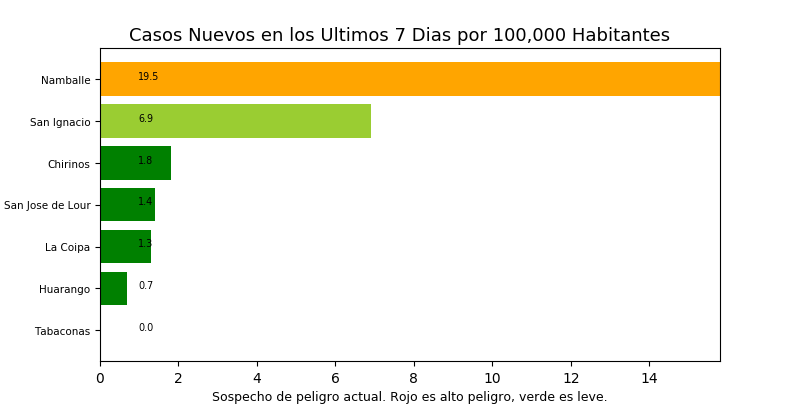 Casos Nuevos en los Ultimos 7 Dias por 100,000 Habitantes
Namballe 19.5
San Ignacio 6.9
Chirinos 1.8
San Jose de Lour 1.4
La Coipa 1.3
Huarango 0.7
Tabaconas 0.0
0 2 4 6 8 10 12 14
Sospecho de peligro actual. Rojo es alto peligro, verde es leve.